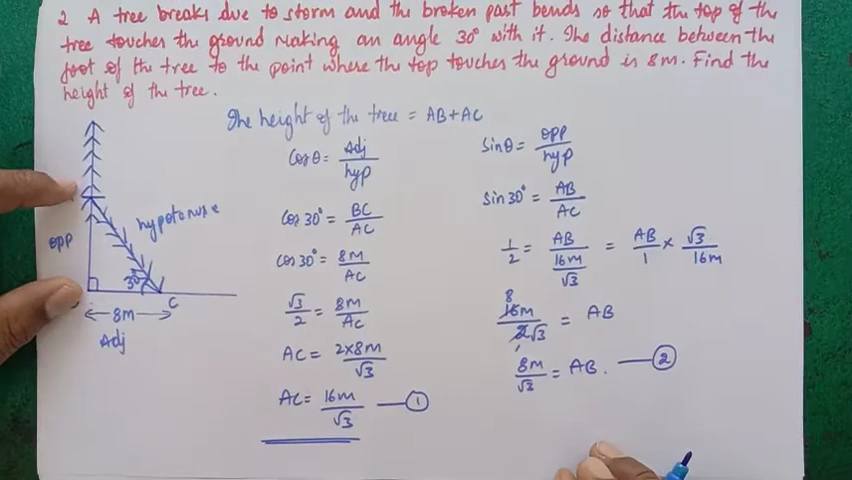 2 A tree breaks due to storm and the broken part bends so that the top of the
tree touches the ground making an angle 30° with it. The distance between the
foot of the tree to the point where the top touches the ground is 8m. Find the
height of the tree.
The height of the tree = AB+AC
Cosθ = Adj/hyp
Cos 30° = BC/AC
Cos 30° = 8m/AC
√3/2 = 8m/AC
AC = 2×8m/√3
AC = 16m/√3 — ①
Sinθ = opp/hyp
Sin 30° = AB/AC
1/2 = AB/(16m/√3) = AB/1 × √3/16m
8
16m/2√3 = AB
1
8m/√3 = AB. — ②
hypotenuse
opp
30°
C
8m
Adj